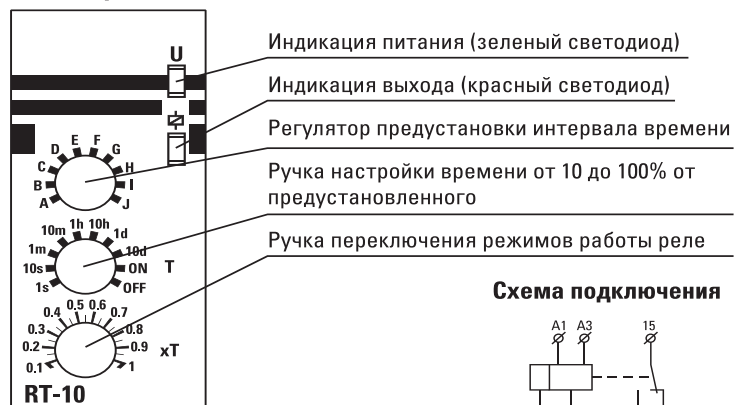 U
Индикация питания (зеленый светодиод)
Индикация выхода (красный светодиод)
Регулятор предустановки интервала времени
Ручка настройки времени от 10 до 100% от
предустановленного
Ручка переключения режимов работы реле
A B C D E F G H I J
1s 10s 1m 10m 1h 10h 1d 10d ON OFF
T
0.1 0.2 0.3 0.4 0.5 0.6 0.7 0.8 0.9 1
xT
RT-10
Схема подключения
A1 A3 15